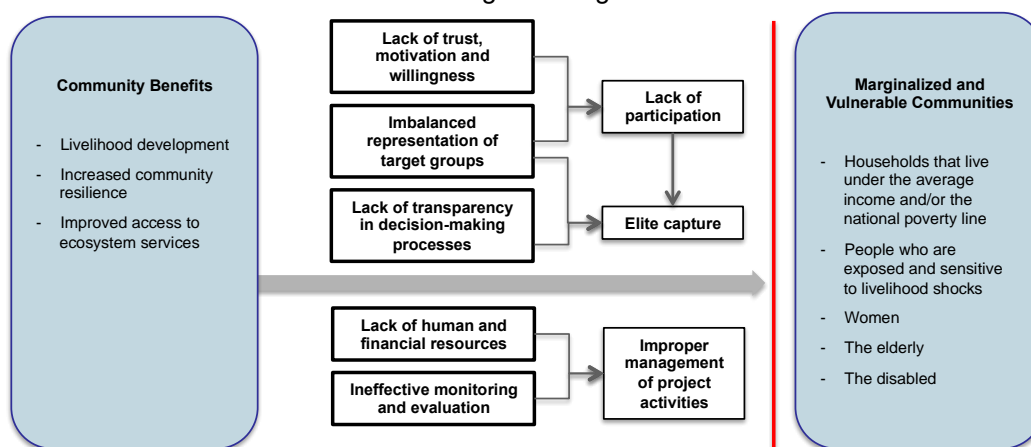 Community Benefits
- Livelihood development
- Increased community
resilience
- Improved access to
ecosystem services
Lack of trust,
motivation and
willingness
Imbalanced
representation of
target groups
Lack of transparency
in decision-making
processes
Lack of
participation
Elite capture
Lack of human and
financial resources
Ineffective monitoring
and evaluation
Improper
management
of project
activities
Marginalized and
Vulnerable Communities
- Households that live
under the average
income and/or the
national poverty line
- People who are
exposed and sensitive
to livelihood shocks
- Women
- The elderly
- The disabled